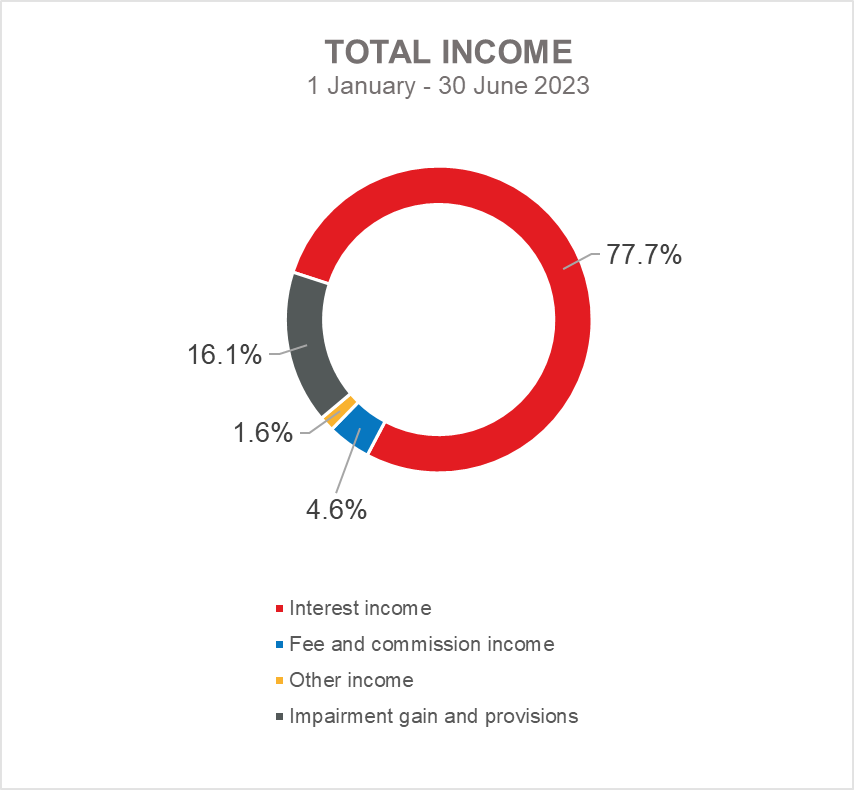 TOTAL INCOME
1 January - 30 June 2023
77.7%
16.1%
1.6%
4.6%
Interest income
Fee and commission income
Other income
Impairment gain and provisions